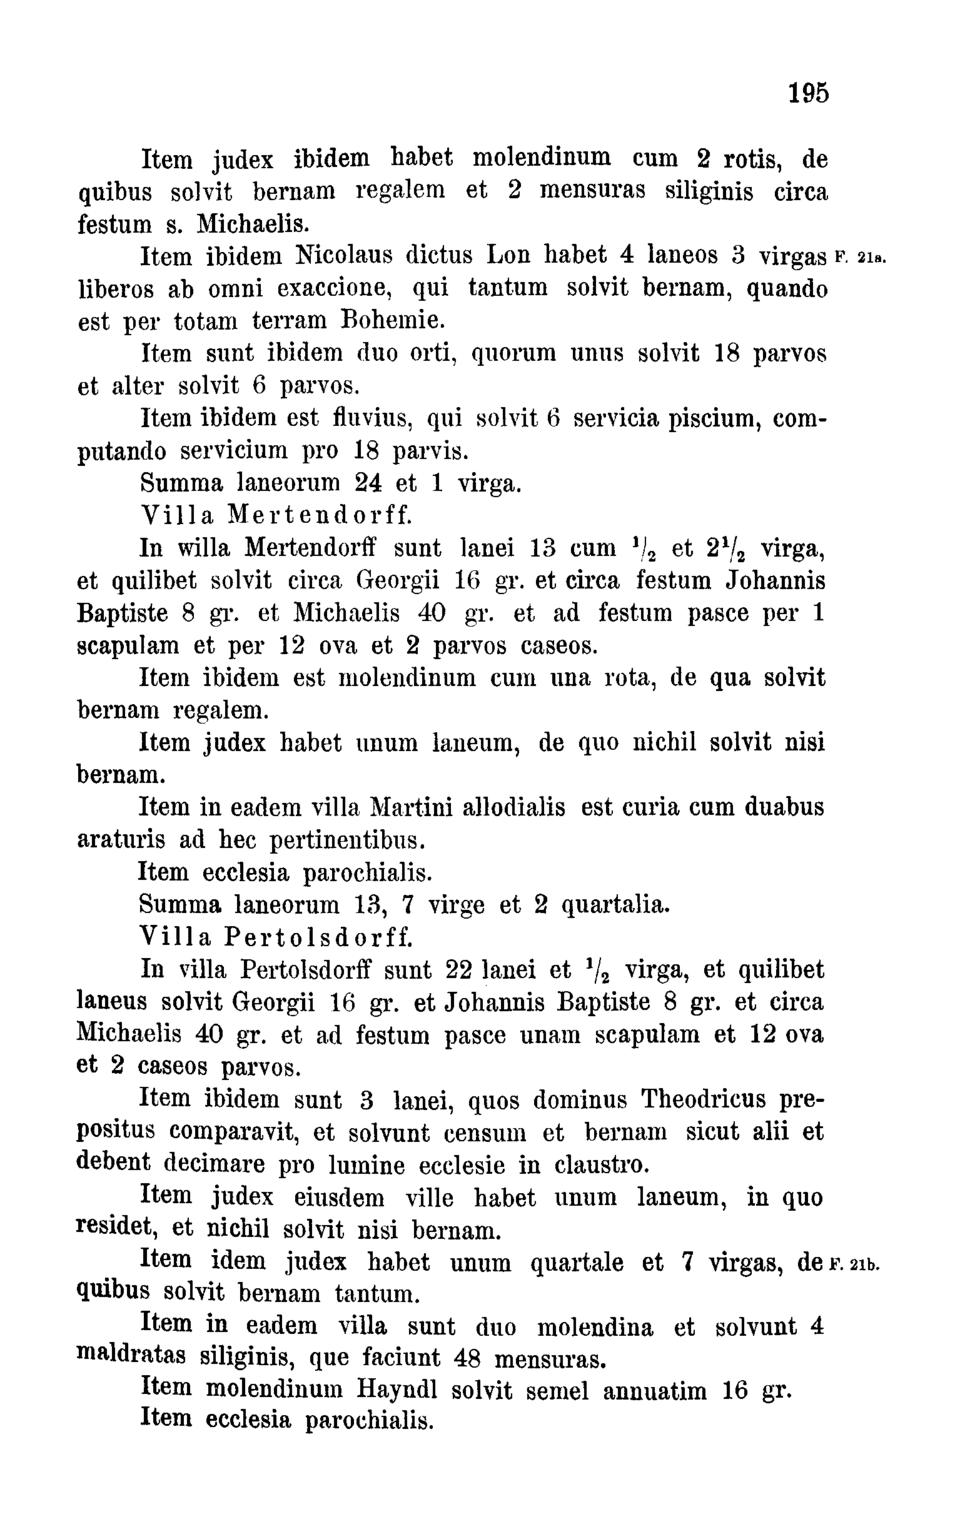 195
Item judex ibidem habet molendinum cum 2 rotis, de
quibus solvit bernam regalem et 2 mensuras siliginis circa
festum s. Michaelis.
Item ibidem Nicolaus dictus Lon habet 4 laneos 3 virgas F. 21a.
liberos ab omni exaccione, qui tantum solvit bernam, quando
est per totam terram Bohemie.
Item sunt ibidem duo orti, quorum unus solvit 18 parvos
et alter solvit 6 parvos.
Item ibidem est fluvius, qui solvit 6 servicia piscium, com-
putando servicium pro 18 parvis.
Summa laneorum 24 et 1 virga.
Villa Mertendorff.
In willa Mertendorff sunt lanei 13 cum 1/2 et 2 1/2 virga,
et quilibet solvit circa Georgii 16 gr. et circa festum Johannis
Baptiste 8 gr. et Michaelis 40 gr. et ad festum pasce per 1
scapulam et per 12 ova et 2 parvos caseos.
Item ibidem est molendinum cum una rota, de qua solvit
bernam regalem.
Item judex habet unum laneum, de quo nichil solvit nisi
bernam.
Item in eadem villa Martini allodialis est curia cum duabus
araturis ad hec pertinentibus.
Item ecclesia parochialis.
Summa laneorum 13, 7 virge et 2 quartalia.
Villa Pertolsdorff.
In villa Pertolsdorff sunt 22 lanei et 1/2 virga, et quilibet
laneus solvit Georgii 16 gr. et Johannis Baptiste 8 gr. et circa
Michaelis 40 gr. et ad festum pasce unam scapulam et 12 ova
et 2 caseos parvos.
Item ibidem sunt 3 lanei, quos dominus Theodricus pre-
positus comparavit, et solvunt censum et bernam sicut alii et
debent decimare pro lumine ecclesie in claustro.
Item judex eiusdem ville habet unum laneum, in quo
residet, et nichil solvit nisi bernam.
Item idem judex habet unum quartale et 7 virgas, de F. 21b.
quibus solvit bernam tantum.
Item in eadem villa sunt duo molendina et solvunt 4
maldratas siliginis, que faciunt 48 mensuras.
Item molendinum Hayndl solvit semel annuatim 16 gr.
Item ecclesia parochialis.